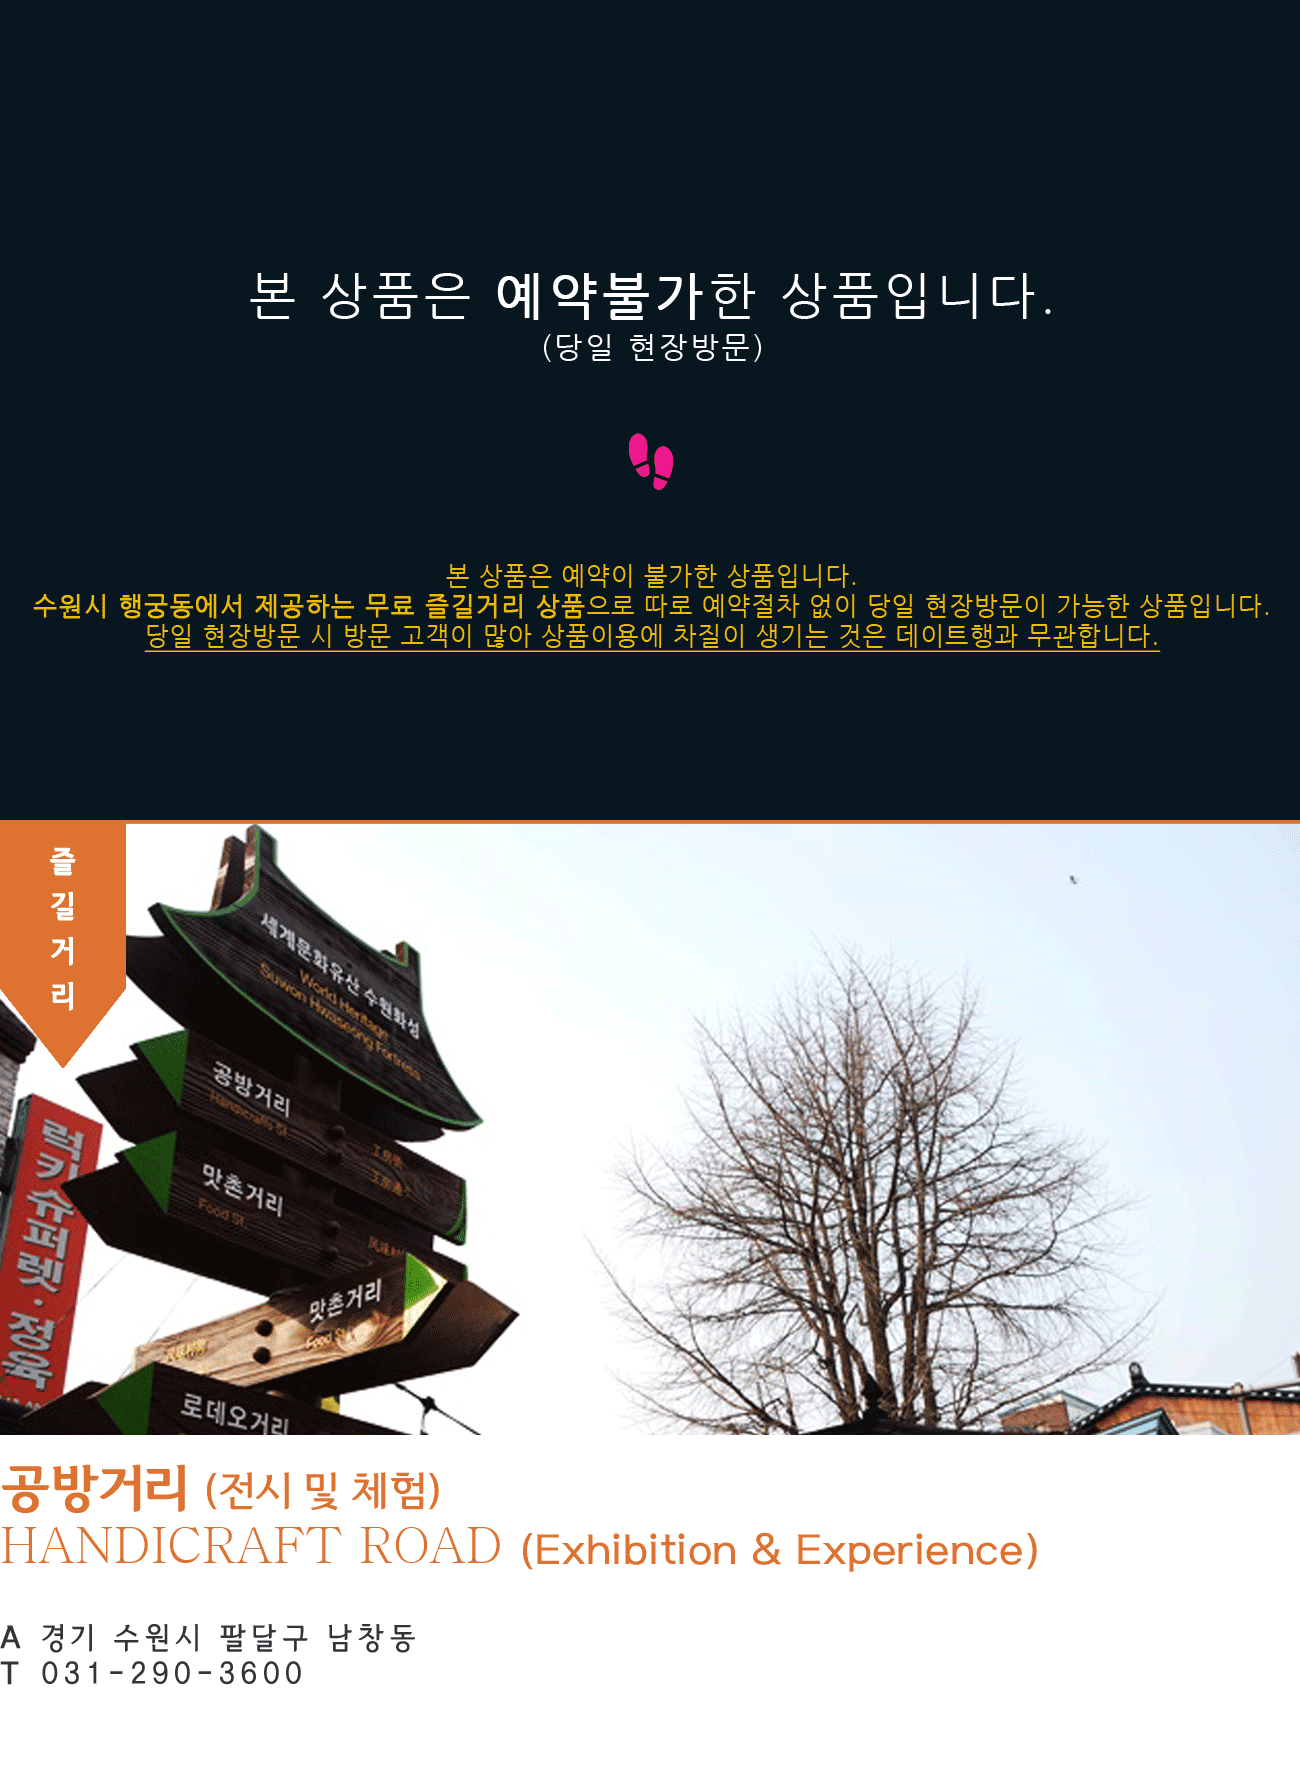 본 상품은 예약불가한 상품입니다.
(당일 현장방문)
본 상품은 예약이 불가한 상품입니다.
수원시 행궁동에서 제공하는 무료 즐길거리 상품으로 따로 예약절차 없이 당일 현장방문이 가능한 상품입니다.
당일 현장방문 시 방문 고객이 많아 상품이용에 차질이 생기는 것은 데이트행과 무관합니다.
즐길거리
세계문화유산 수원화성
World Heritage
Suwon Hwaseong Fortress
공방거리
Handicrafts St.
맛촌거리
Food St.
맛촌거리
Food St.
로데오거리
럭키슈퍼렛·정육
공방거리 (전시 및 체험)
HANDICRAFT ROAD (Exhibition & Experience)
A 경기 수원시 팔달구 남창동
T 031-290-3600